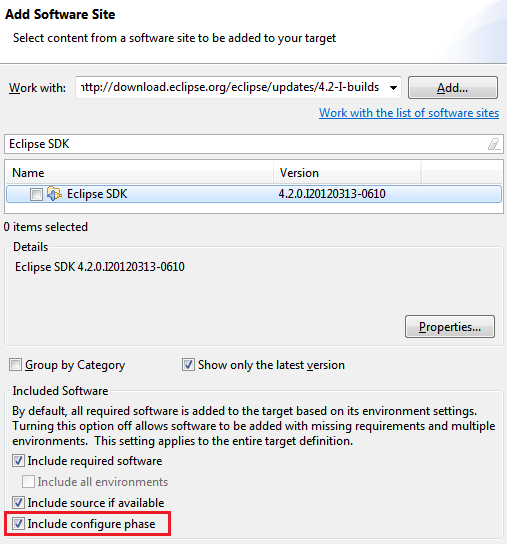 Add Software Site
Select content from a software site to be added to your target
Work with: http://download.eclipse.org/eclipse/updates/4.2-I-builds Add...
Work with the list of software sites
Eclipse SDK
Name Version
Eclipse SDK 4.2.0.I20120313-0610
0 items selected
Details
Eclipse SDK 4.2.0.I20120313-0610
Properties...
Group by Category Show only the latest version
Included Software
By default, all required software is added to the target based on its environment settings.
Turning this option off allows software to be added with missing requirements and multiple
environments. This setting applies to the entire target definition.
Include required software
Include all environments
Include source if available
Include configure phase